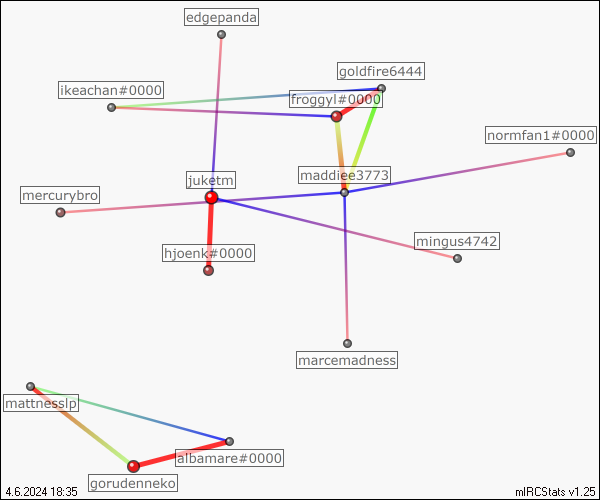 edgepanda
goldfire6444
ikeachan#0000
froggyl#0000
normfan1#0000
maddiee3773
juketm
mercurybro
mingus4742
hjoenk#0000
marcemadness
mattnesslp
albamare#0000
gorudenneko
4.6.2024 18:35
mIRCStats v1.25